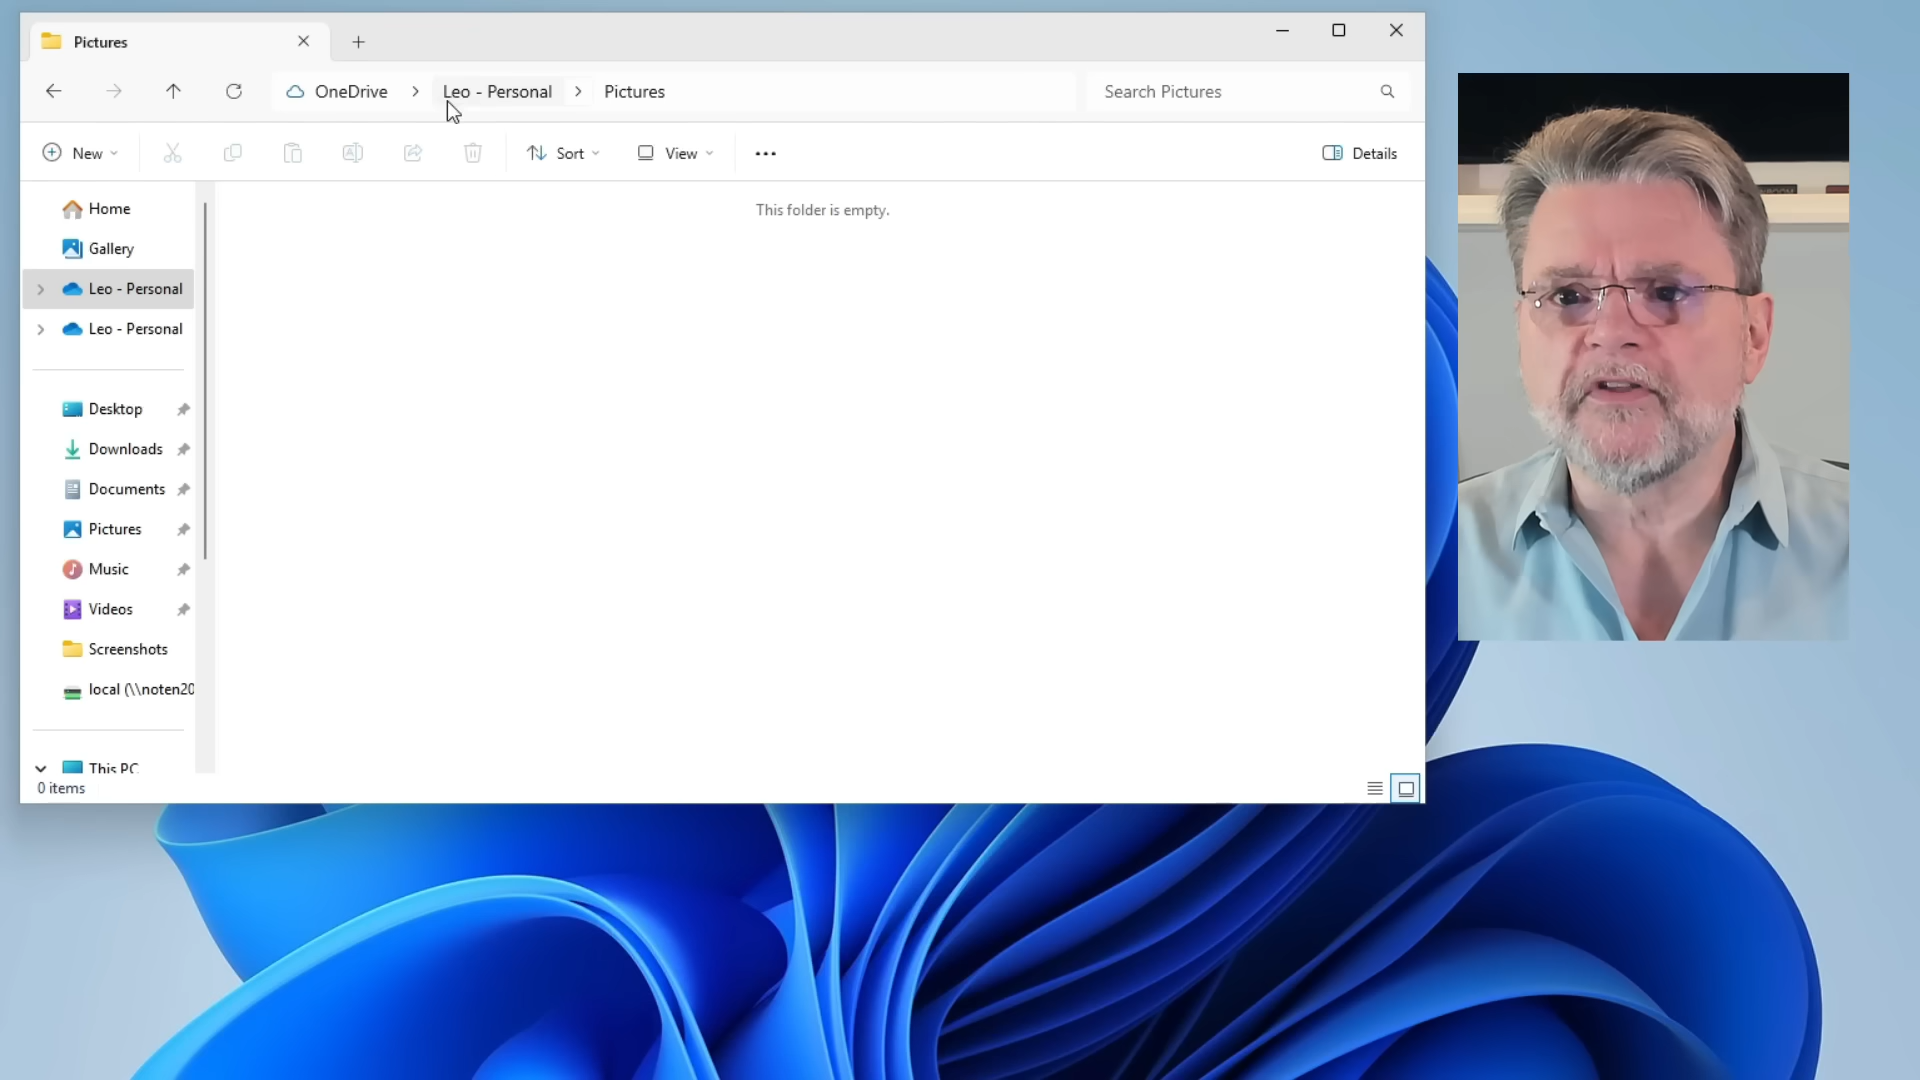 Pictures
OneDrive > Leo - Personal > Pictures
Search Pictures
New
Sort
View
Details
Home
Gallery
Leo - Personal
Leo - Personal
Desktop
Downloads
Documents
Pictures
Music
Videos
Screenshots
local (\\noten20
This PC
This folder is empty.
0 items